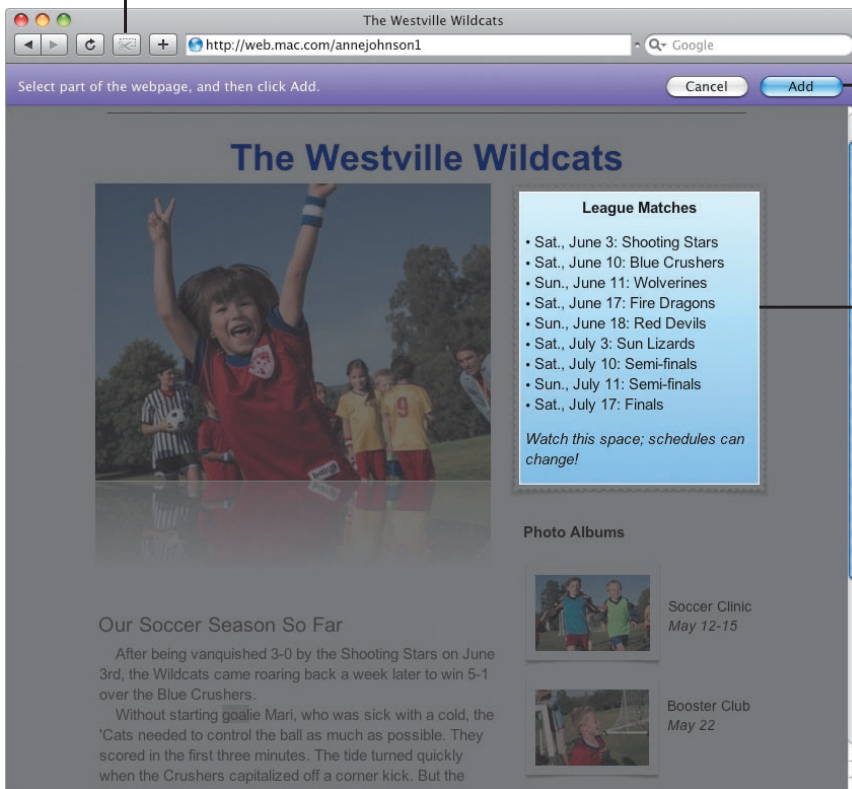 The Westville Wildcats
http://web.mac.com/annejohnson1
Google
Select part of the webpage, and then click Add.
Cancel
Add
The Westville Wildcats
League Matches
• Sat., June 3: Shooting Stars
• Sat., June 10: Blue Crushers
• Sun., June 11: Wolverines
• Sat., June 17: Fire Dragons
• Sun., June 18: Red Devils
• Sat., July 3: Sun Lizards
• Sat., July 10: Semi-finals
• Sun., July 11: Semi-finals
• Sat., July 17: Finals
Watch this space; schedules can
change!
9
Photo Albums
Soccer Clinic
May 12-15
Booster Club
May 22
Our Soccer Season So Far
After being vanquished 3-0 by the Shooting Stars on June
3rd, the Wildcats came roaring back a week later to win 5-1
over the Blue Crushers.
Without starting goalie Mari, who was sick with a cold, the
'Cats needed to control the ball as much as possible. They
scored in the first three minutes. The tide turned quickly
when the Crushers capitalized off a corner kick. But the